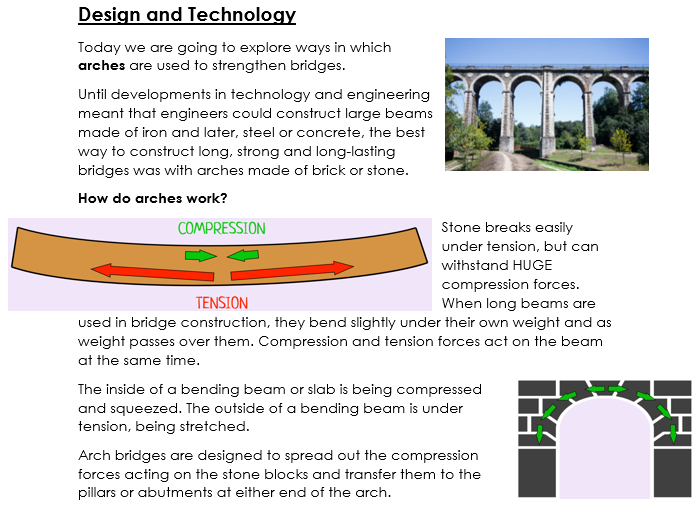 Design and Technology
Today we are going to explore ways in which
arches are used to strengthen bridges.
Until developments in technology and engineering
meant that engineers could construct large beams
made of iron and later, steel or concrete, the best
way to construct long, strong and long-lasting
bridges was with arches made of brick or stone.
How do arches work?
COMPRESSION
TENSION
Stone breaks easily
under tension, but can
withstand HUGE
compression forces.
When long beams are
used in bridge construction, they bend slightly under their own weight and as
weight passes over them. Compression and tension forces act on the beam
at the same time.
The inside of a bending beam or slab is being compressed
and squeezed. The outside of a bending beam is under
tension, being stretched.
Arch bridges are designed to spread out the compression
forces acting on the stone blocks and transfer them to the
pillars or abutments at either end of the arch.